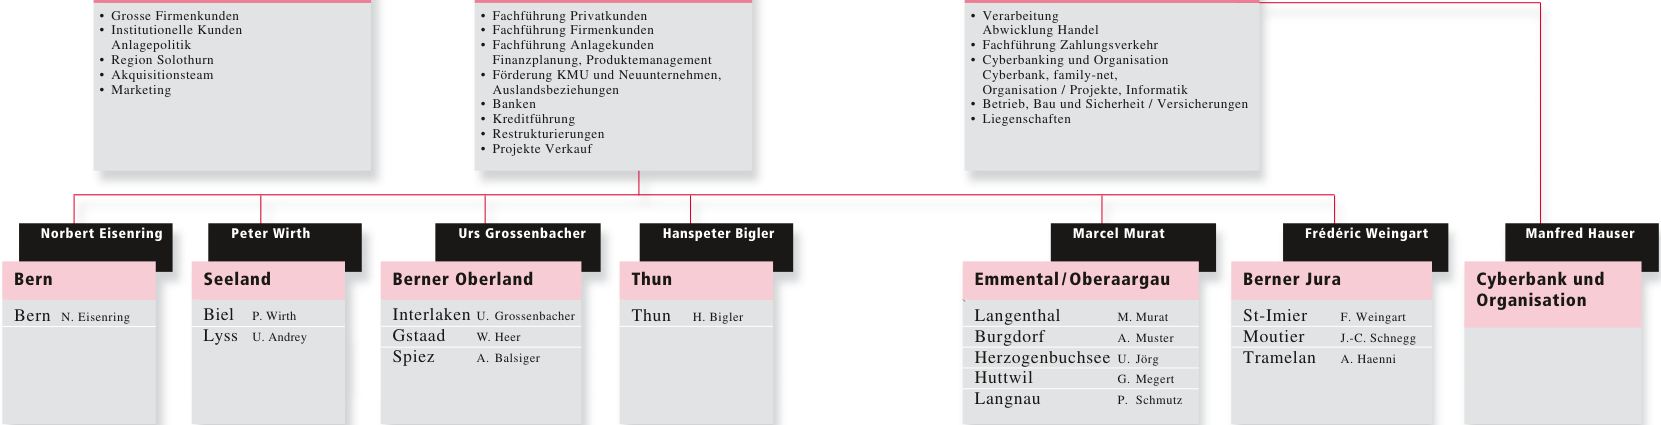 • Grosse Firmenkunden
• Institutionelle Kunden
Anlagepolitik
• Region Solothurn
• Akquisitionsteam
• Marketing
• Fachführung Privatkunden
• Fachführung Firmenkunden
• Fachführung Anlagekunden
Finanzplanung, Produktemanagement
• Förderung KMU und Neuunternehmen,
Auslandsbeziehungen
• Banken
• Kreditführung
• Restrukturierungen
• Projekte Verkauf
• Verarbeitung
Abwicklung Handel
• Fachführung Zahlungsverkehr
• Cyberbanking und Organisation
Cyberbank, family-net,
Organisation / Projekte, Informatik
• Betrieb, Bau und Sicherheit / Versicherungen
• Liegenschaften
Norbert Eisenring
Bern
Bern N. Eisenring
Peter Wirth
Seeland
Biel P. Wirth
Lyss U. Andrey
Urs Grossenbacher
Berner Oberland
Interlaken U. Grossenbacher
Gstaad W. Heer
Spiez A. Balsiger
Hanspeter Bigler
Thun
Thun H. Bigler
Marcel Murat
Emmental/Oberaargau
Langenthal M. Murat
Burgdorf A. Muster
Herzogenbuchsee U. Jörg
Huttwil G. Megert
Langnau P. Schmutz
Frédéric Weingart
Berner Jura
St-Imier F. Weingart
Moutier J.-C. Schnegg
Tramelan A. Haenni
Manfred Hauser
Cyberbank und
Organisation